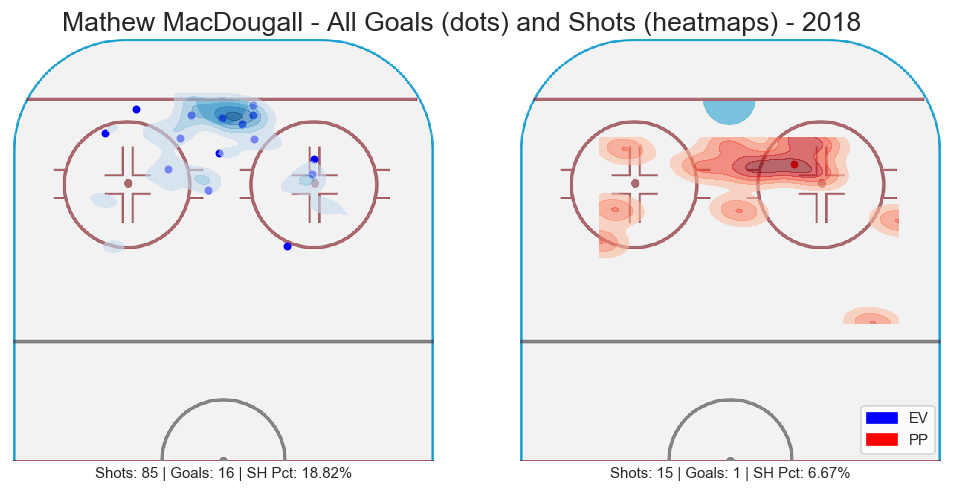 Mathew MacDougall - All Goals (dots) and Shots (heatmaps) - 2018
EV
PP
Shots: 85 | Goals: 16 | SH Pct: 18.82%
Shots: 15 | Goals: 1 | SH Pct: 6.67%